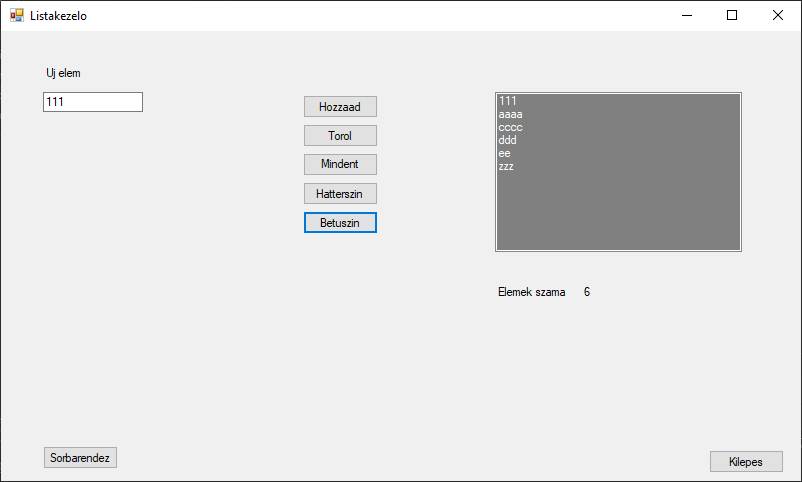 Listakezelo
Uj elem
111
Hozzaad
Torol
Mindent
Hatterszin
Betuszin
111
aaaa
cccc
ddd
ee
zzz
Elemek szama 6
Sorbarendez
Kilepes